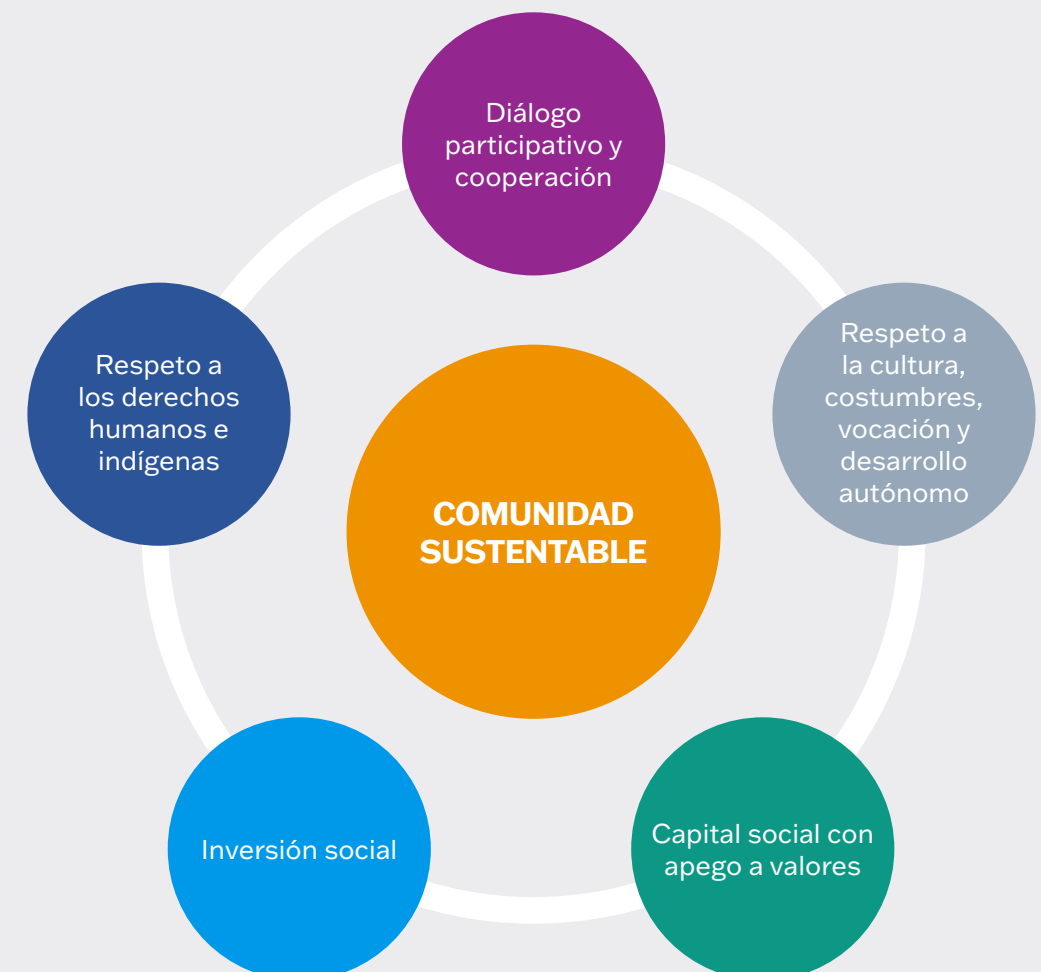 Diálogo
participativo y
cooperación
Respeto a
la cultura,
costumbres,
vocación y
desarrollo
autónomo
Respeto a
los derechos
humanos e
indígenas
COMUNIDAD
SUSTENTABLE
Capital social con
apego a valores
Inversión social